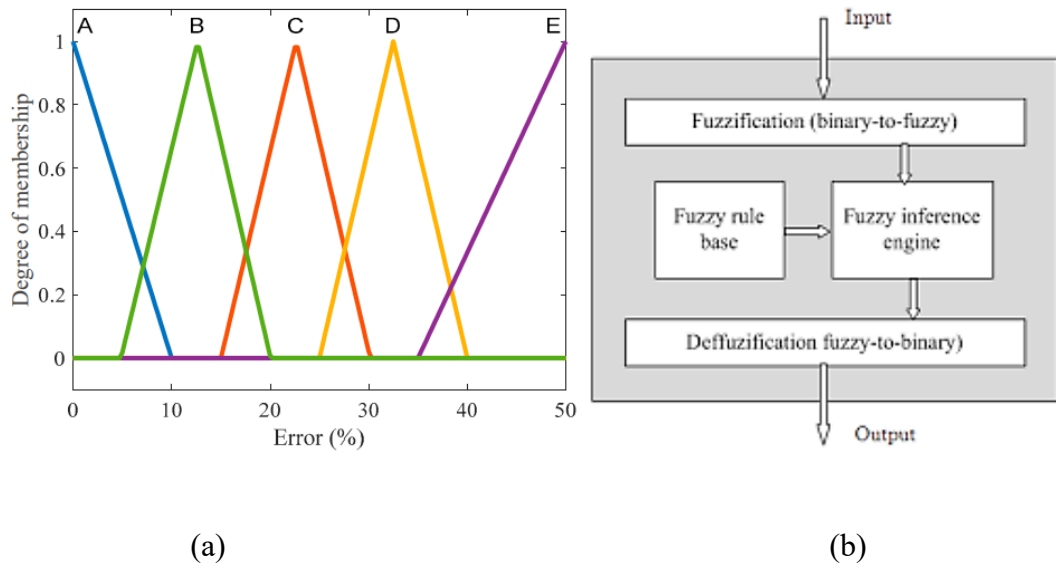 A B C D E
1
0.8
0.6
0.4
0.2
0
0 10 20 30 40 50
Degree of membership
Error (%)
(a)
Input
Fuzzification (binary-to-fuzzy)
Fuzzy rule
base
Fuzzy inference
engine
Deffuzification fuzzy-to-binary)
Output
(b)